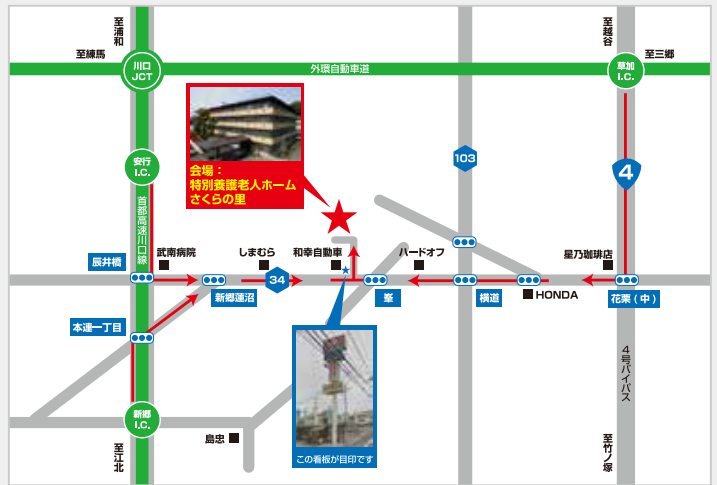 至浦和
至越谷
至練馬
至三郷
川口
JCT
外環自動車道
草加
I.C.
会場：
特別養護老人ホーム
さくらの里
103
安行
I.C.
4
首都高速川口線
武南病院
しまむら
和幸自動車
ハードオフ
星乃珈琲店
辰井橋
34
新郷蓮沼
峯
横道
HONDA
花栗（中）
本蓮一丁目
4号バイパス
新郷
I.C.
島忠
この看板が目印です
至江北
至竹ノ塚